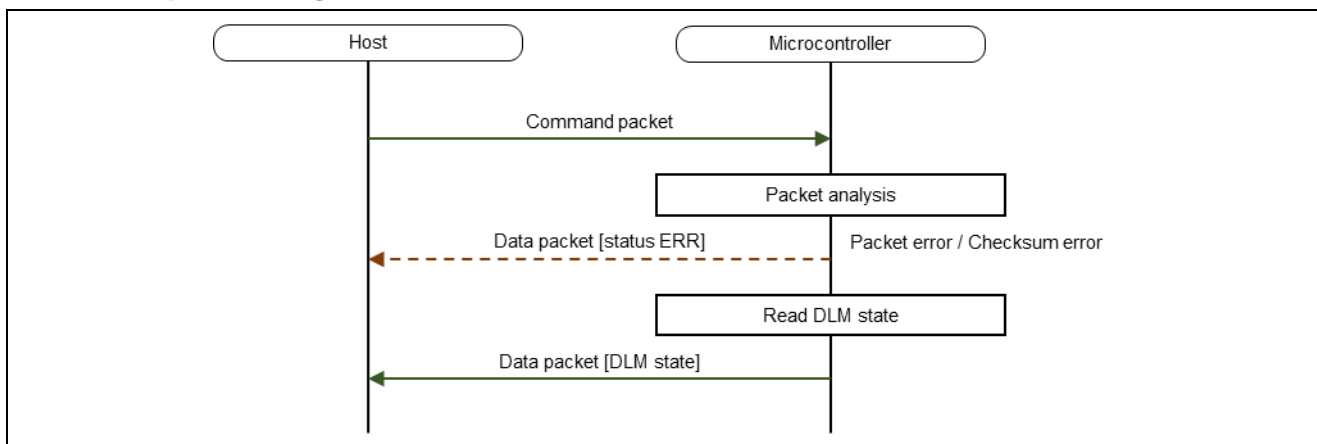 Host
Microcontroller
Command packet
Packet analysis
Data packet [status ERR]
Packet error / Checksum error
Read DLM state
Data packet [DLM state]